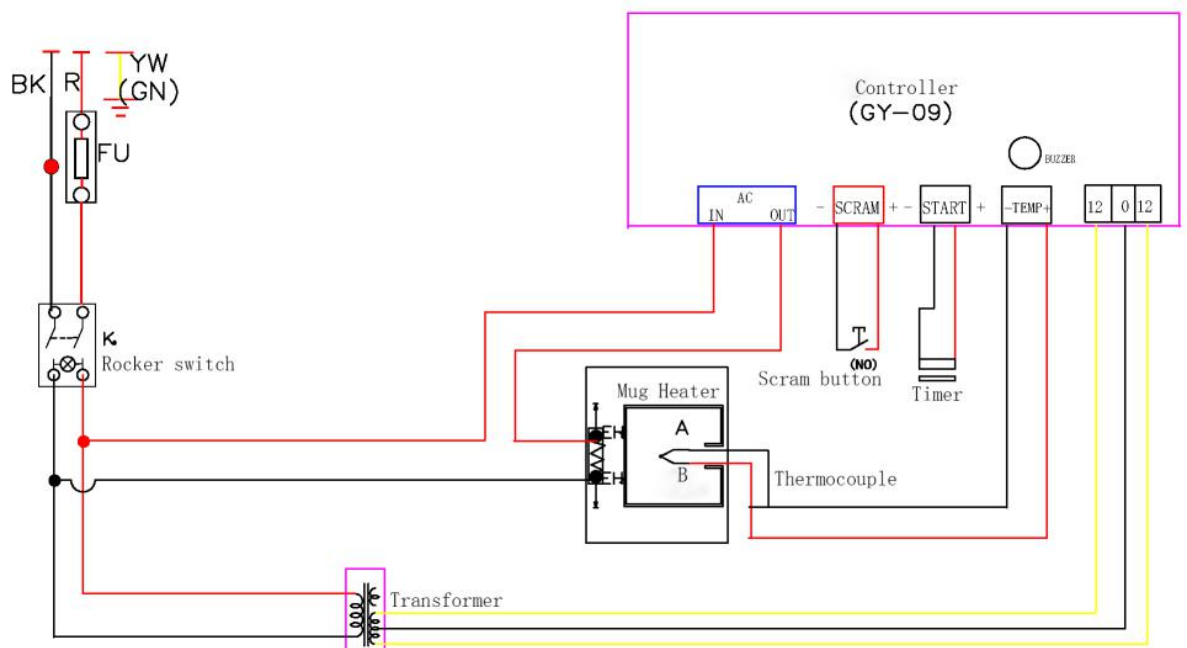 YW
BK R (GN)
FU
K.
Rocker switch
Controller
(GY-09)
BUZZER
AC
IN OUT
- SCRAM +
- START +
-TEMP+
12 0 12
(NO)
Scram button
Timer
Mug Heater
EH
A
B
EH
Thermocouple
Transformer